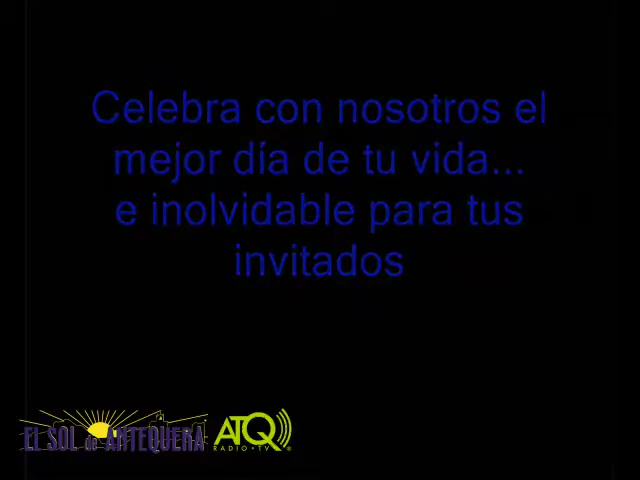 Celebra con nosotros el
mejor día de tu vida...
e inolvidable para tus
invitados
EL SOL de ANTEQUERA
ATQ
RADIO • TV ®